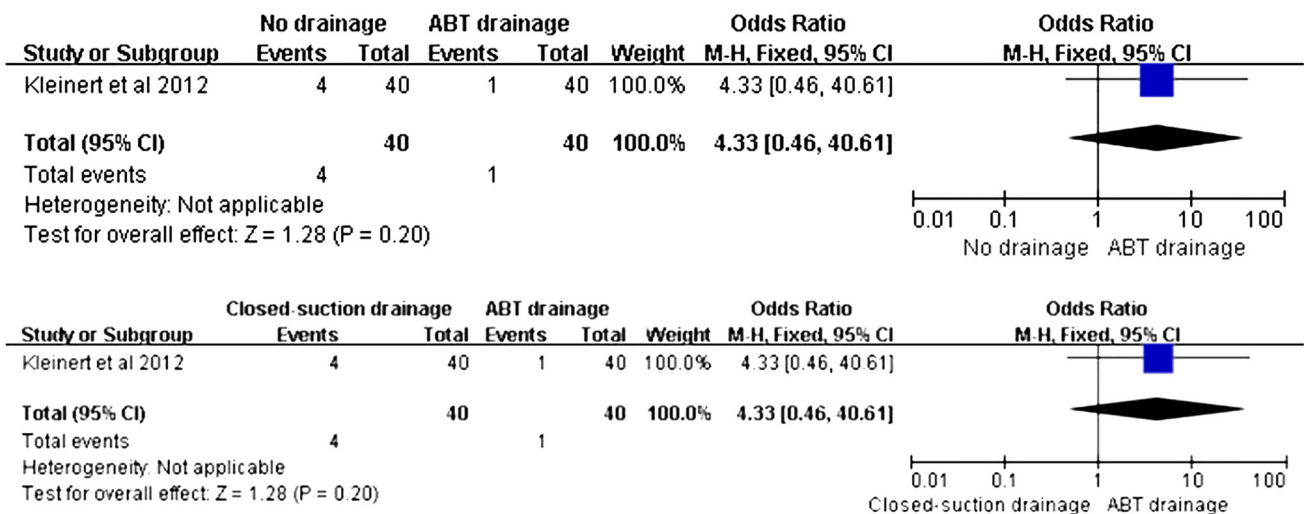 No drainage ABT drainage Odds Ratio Odds Ratio
Study or Subgroup Events Total Events Total Weight M-H, Fixed, 95% CI M-H, Fixed, 95% CI
Kleinert et al 2012 4 40 1 40 100.0% 4.33 [0.46, 40.61]
Total (95% CI) 40 40 100.0% 4.33 [0.46, 40.61]
Total events 4 1
Heterogeneity: Not applicable
Test for overall effect: Z = 1.28 (P = 0.20)
0.01 0.1 1 10 100
No drainage ABT drainage
Closed-suction drainage ABT drainage Odds Ratio Odds Ratio
Study or Subgroup Events Total Events Total Weight M-H, Fixed, 95% CI M-H, Fixed, 95% CI
Kleinert et al 2012 4 40 1 40 100.0% 4.33 [0.46, 40.61]
Total (95% CI) 40 40 100.0% 4.33 [0.46, 40.61]
Total events 4 1
Heterogeneity: Not applicable
Test for overall effect: Z = 1.28 (P = 0.20)
0.01 0.1 1 10 100
Closed-suction drainage ABT drainage